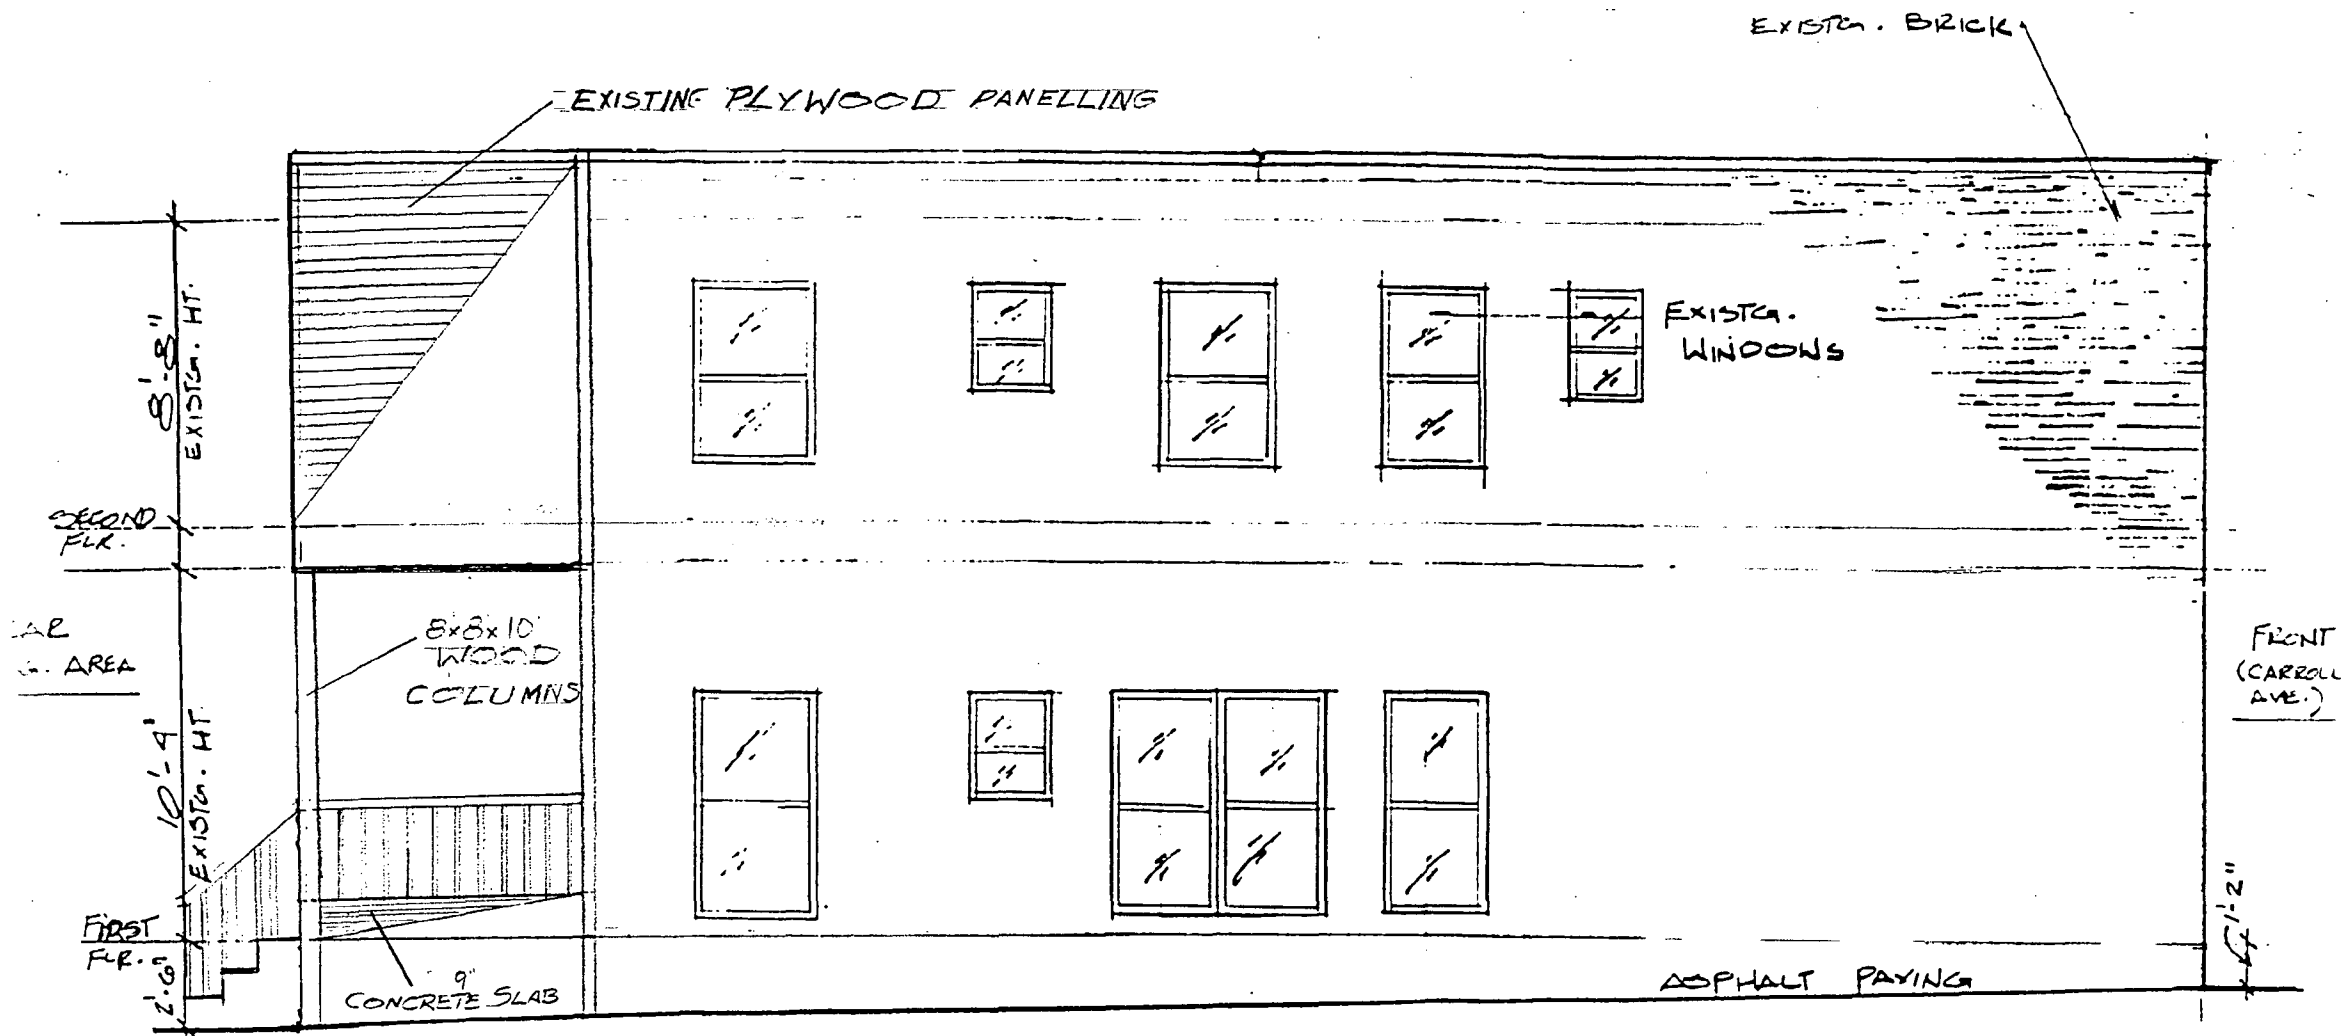 EXISTG. BRICK
EXISTING PLYWOOD PANELLING
8'-8"
EXISTG. HT.
EXISTG.
WINDOWS
SECOND
FLR.
8x8x10'
WOOD
COLUMNS
AREA
FRONT
(CARROLL
AVE.)
10'-4"
EXISTG. HT.
FIRST
FLR.
2'-6"
9"
CONCRETE SLAB
ASPHALT PAVING
1'-2"